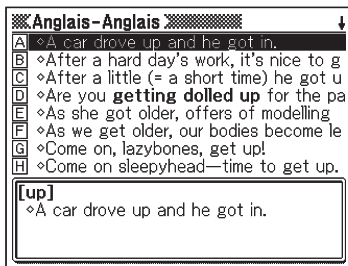 Anglais-Anglais ↓
A ◇A car drove up and he got in.
B ◇After a hard day's work, it's nice to g
C ◇After a little (= a short time) he got u
D ◇Are you getting dolled up for the pa
E ◇As she got older, offers of modelling
F ◇As we get older, our bodies become le
G ◇Come on, lazybones, get up!
H ◇Come on sleepyhead—time to get up.
[up]
◇A car drove up and he got in.